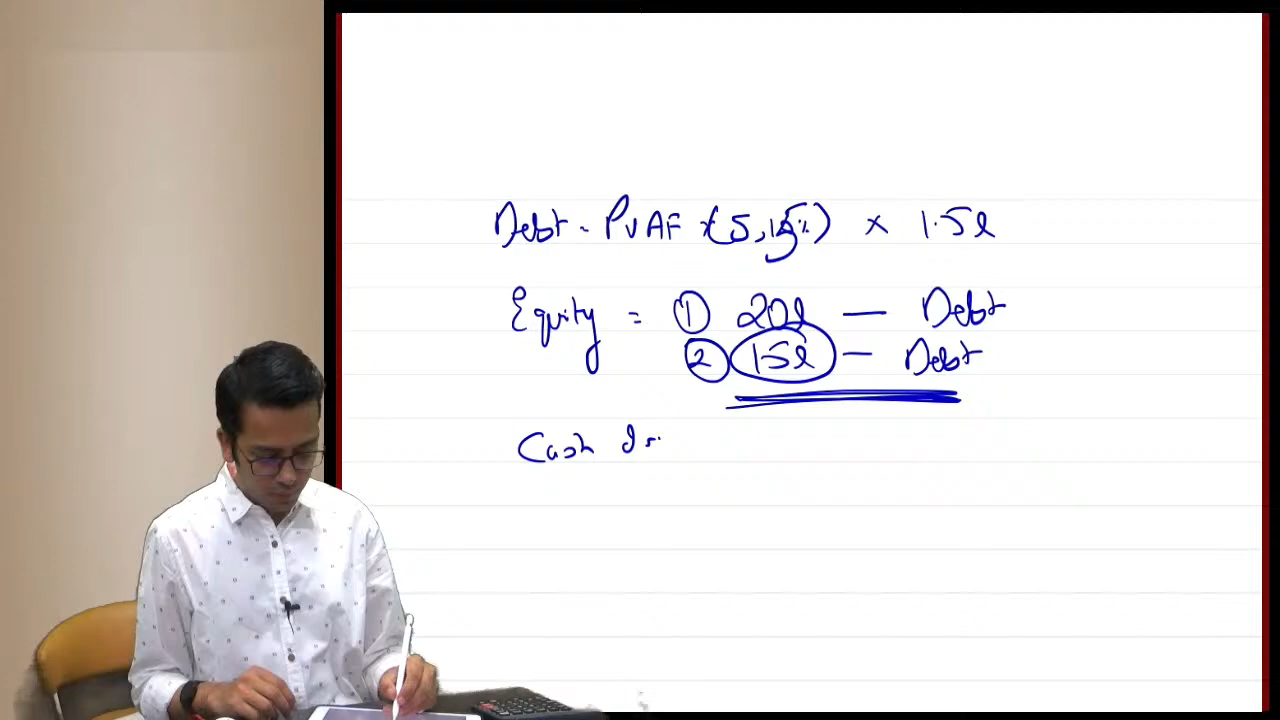 Debt = PVAF (5,15%) × 1.5l
Equity = ① 20l — Debt
② 15l — Debt
Cash